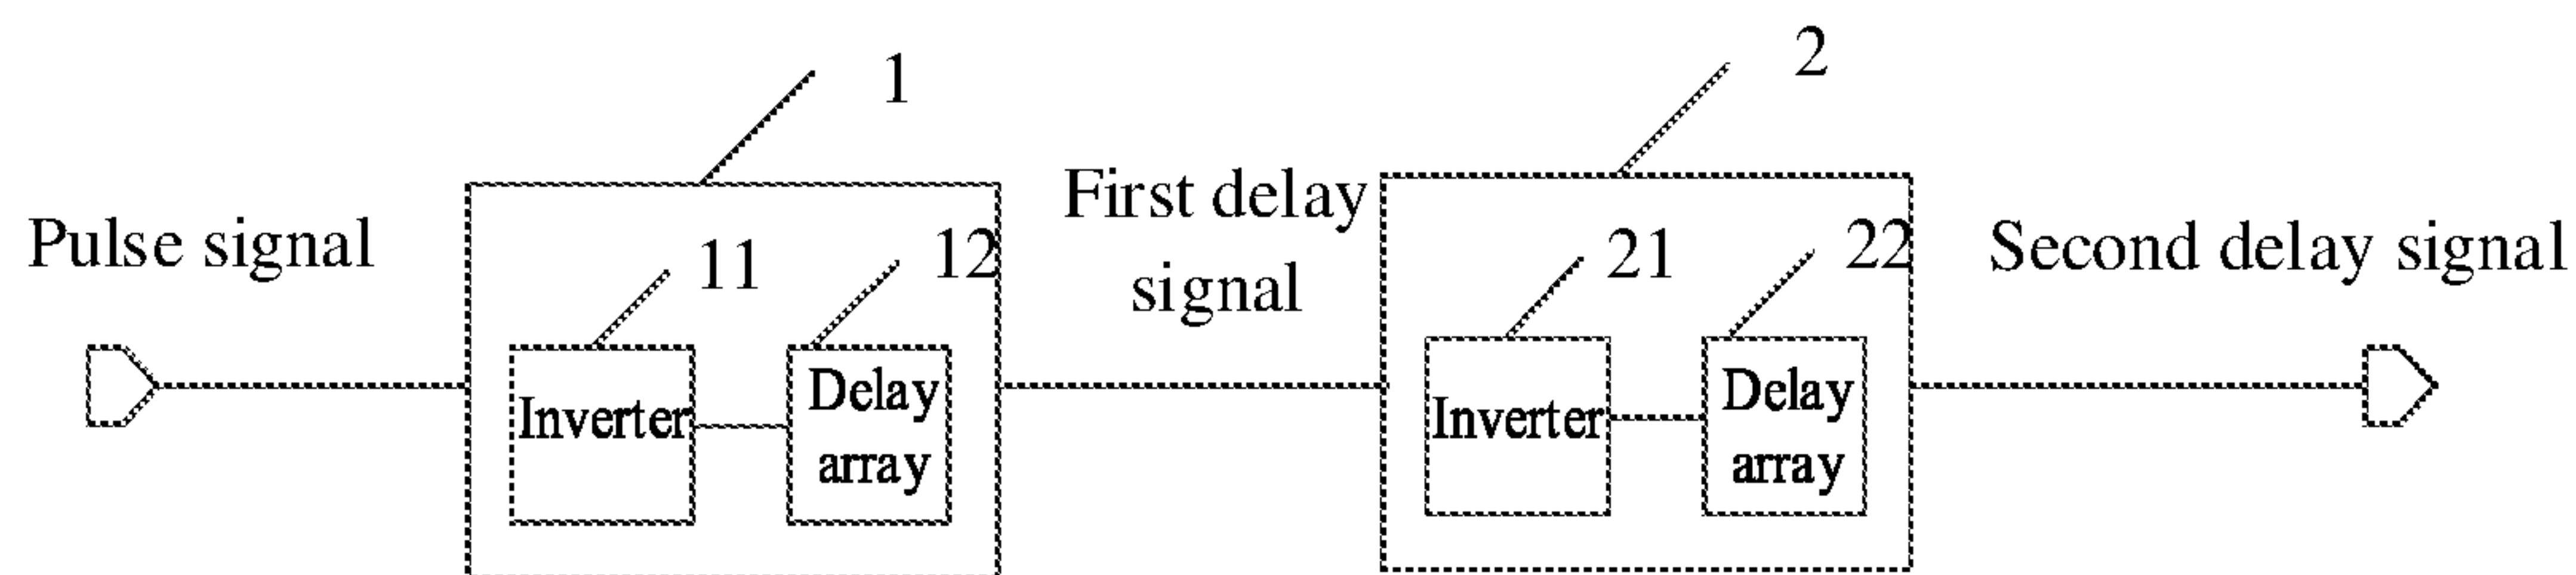 1
2
Pulse signal
First delay
signal
Second delay signal
11
12
21
22
Inverter
Delay
array
Inverter
Delay
array